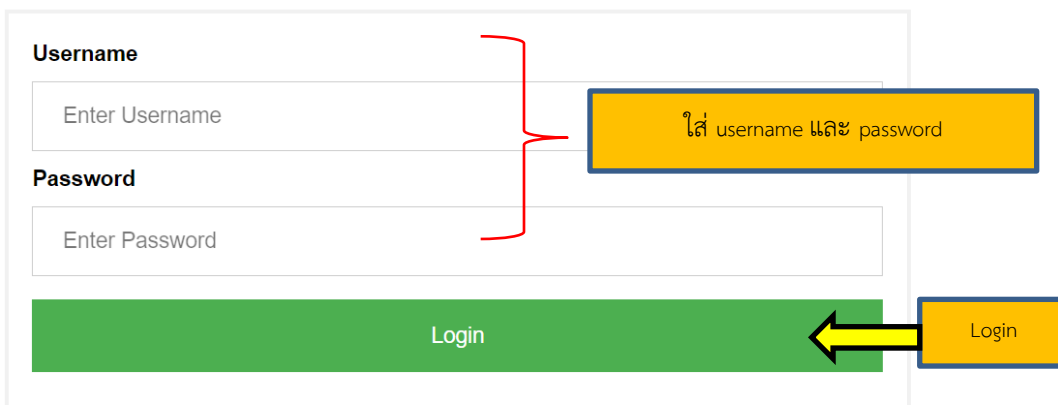 Username
Enter Username
ใส่ username และ password
Password
Enter Password
Login
Login